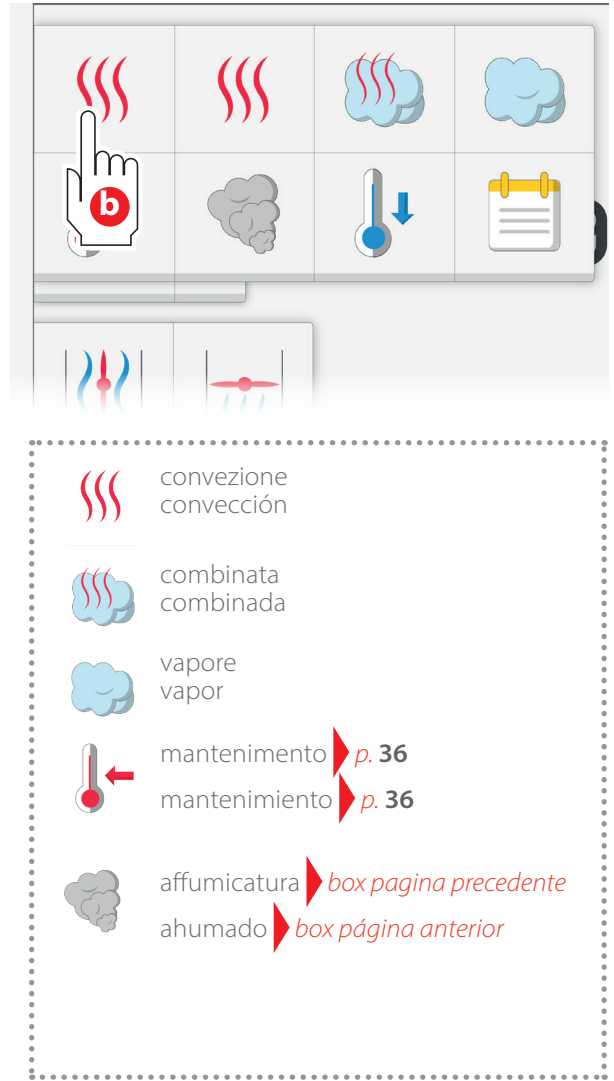 b
convezione
convección
combinata
combinada
vapore
vapor
mantenimento p. 36
mantenimiento p. 36
affumicatura box pagina precedente
ahumado box página anterior